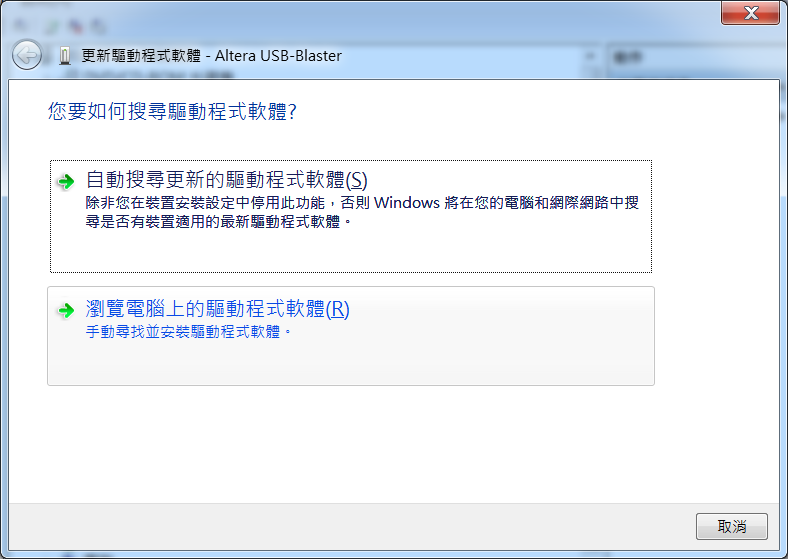 更新驅動程式軟體 - Altera USB-Blaster
您要如何搜尋驅動程式軟體?
自動搜尋更新的驅動程式軟體(S)
除非您在裝置安裝設定中停用此功能，否則 Windows 將在您的電腦和網際網路中搜
尋是否有裝置適用的最新驅動程式軟體。
瀏覽電腦上的驅動程式軟體(R)
手動尋找並安裝驅動程式軟體。
取消